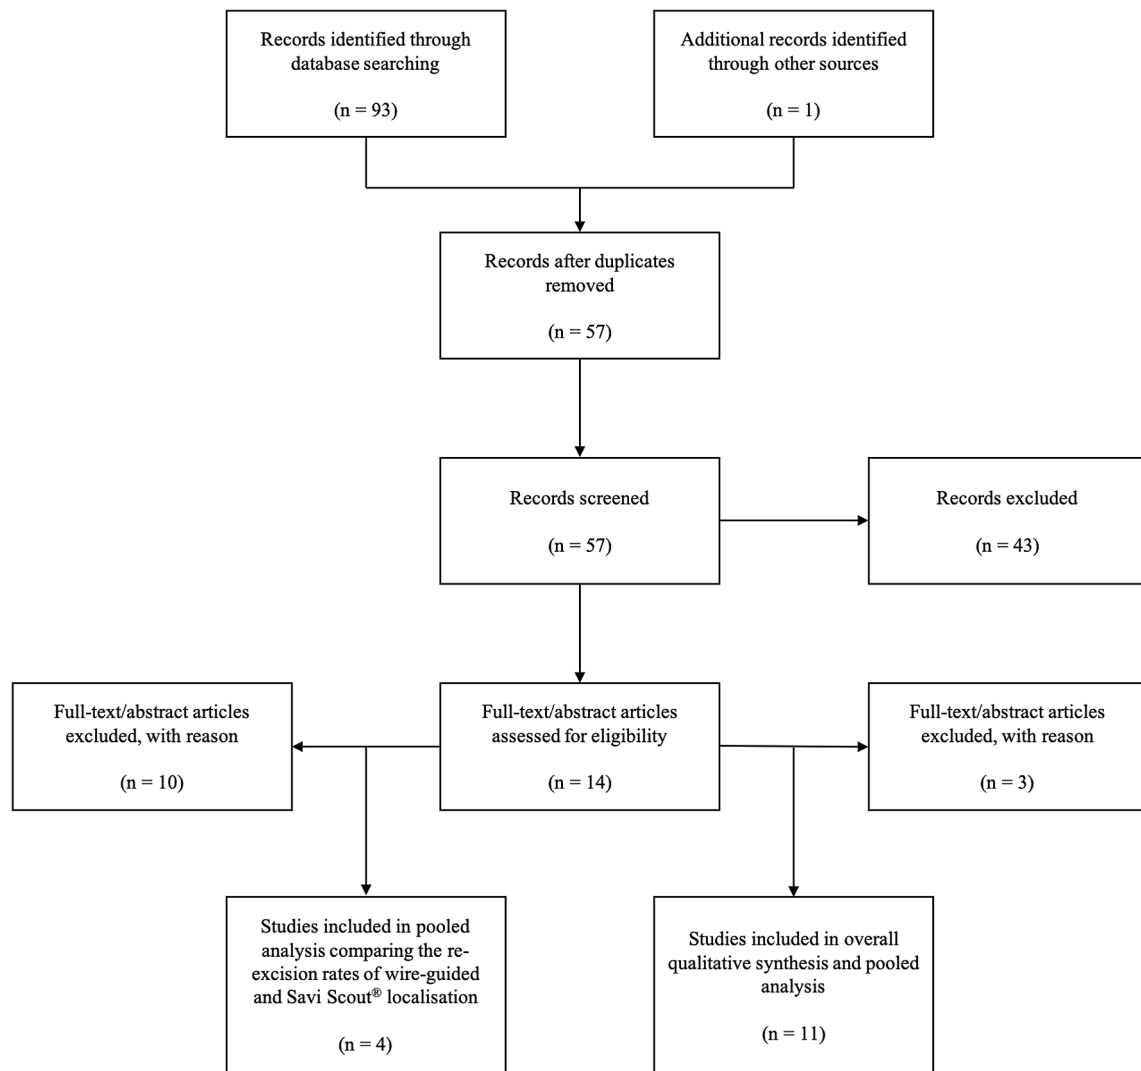 Records identified through
database searching
(n = 93)
Additional records identified
through other sources
(n = 1)
Records after duplicates
removed
(n = 57)
Records screened
(n = 57)
Records excluded
(n = 43)
Full-text/abstract articles
excluded, with reason
(n = 10)
Full-text/abstract articles
assessed for eligibility
(n = 14)
Full-text/abstract articles
excluded, with reason
(n = 3)
Studies included in pooled
analysis comparing the re-
excision rates of wire-guided
and Savi Scout® localisation
(n = 4)
Studies included in overall
qualitative synthesis and pooled
analysis
(n = 11)